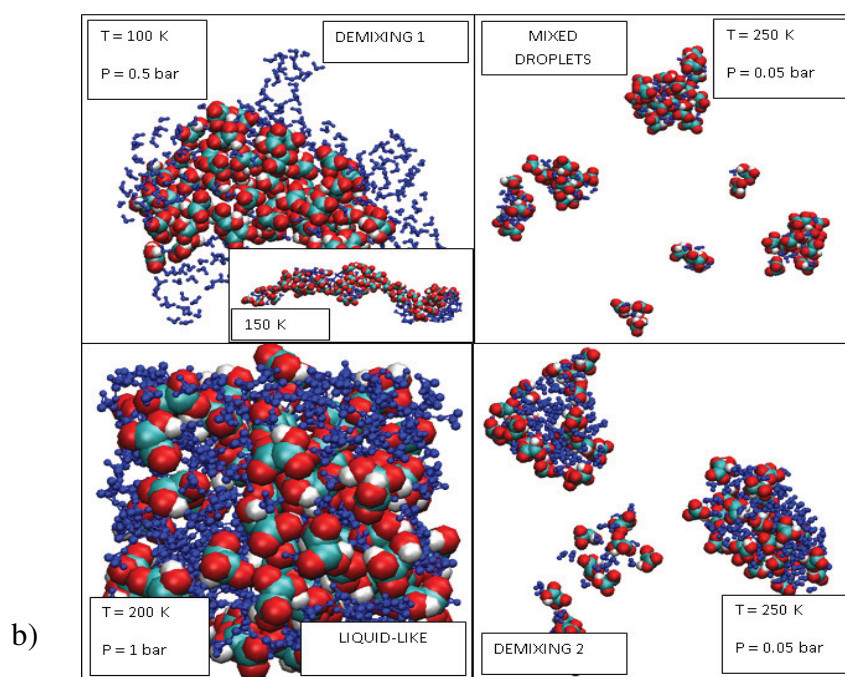 T = 100 K
P = 0.5 bar
DEMIXING 1
150 K
MIXED
DROPLETS
T = 250 K
P = 0.05 bar
T = 200 K
P = 1 bar
LIQUID-LIKE
DEMIXING 2
T = 250 K
P = 0.05 bar
b)